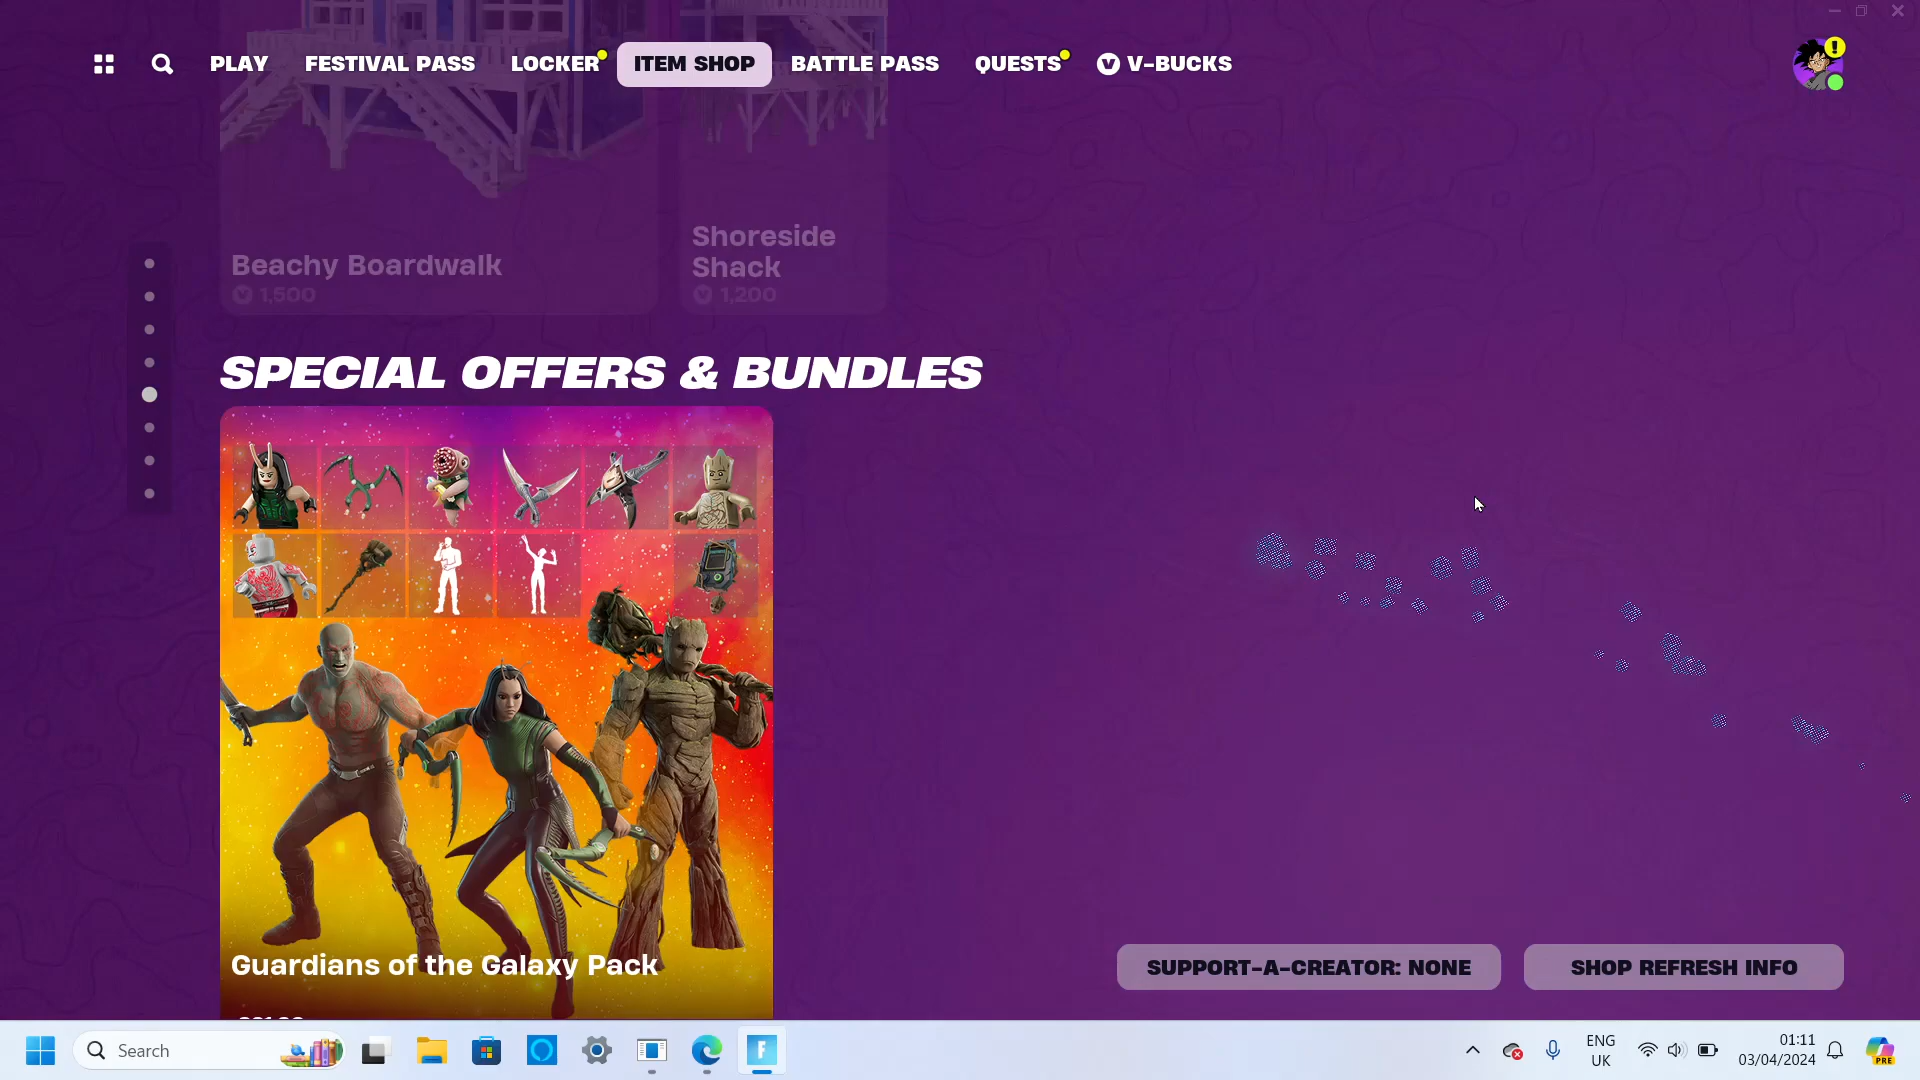 PLAY
FESTIVAL PASS
LOCKER
ITEM SHOP
BATTLE PASS
QUESTS
V-BUCKS
Beachy Boardwalk
1,500
Shoreside
Shack
1,200
SPECIAL OFFERS & BUNDLES
Guardians of the Galaxy Pack
SUPPORT-A-CREATOR: NONE
SHOP REFRESH INFO
Search
ENG
UK
01:11
03/04/2024
PRE